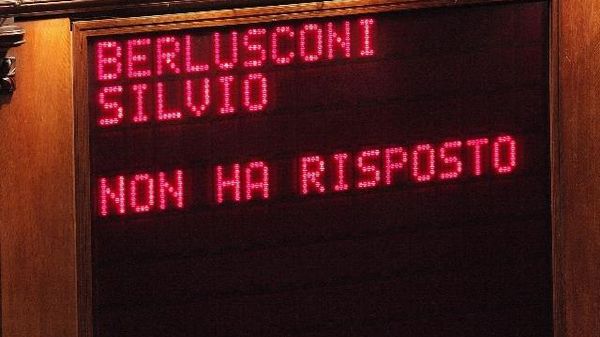 BERLUSCONI
SILVIO
NON HA RISPOSTO